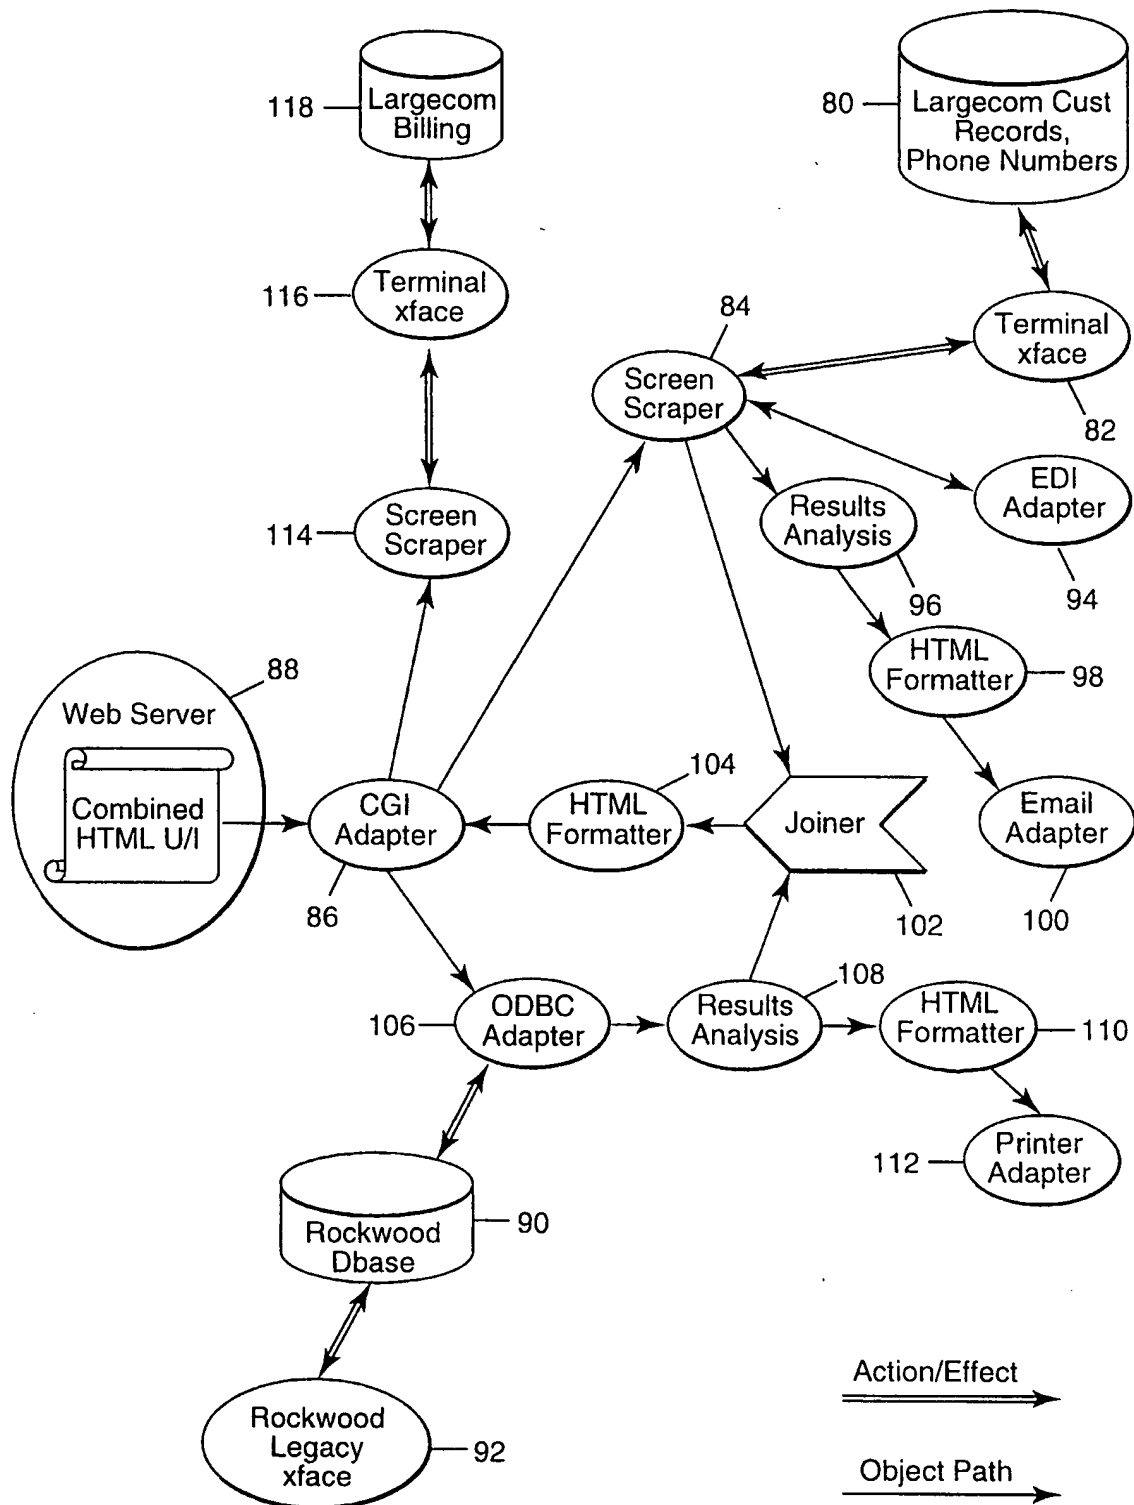 118
Largecom
Billing
80
Largecom Cust
Records,
Phone Numbers
116
Terminal
xface
84
Terminal
xface
82
Screen
Scraper
114
Screen
Scraper
Results
Analysis
96
EDI
Adapter
94
HTML
Formatter
98
88
Web Server
Combined
HTML U/I
CGI
Adapter
86
104
HTML
Formatter
Joiner
102
Email
Adapter
100
106
ODBC
Adapter
108
Results
Analysis
HTML
Formatter
110
112
Printer
Adapter
Rockwood
Dbase
90
Rockwood
Legacy
xface
92
Action/Effect
Object Path